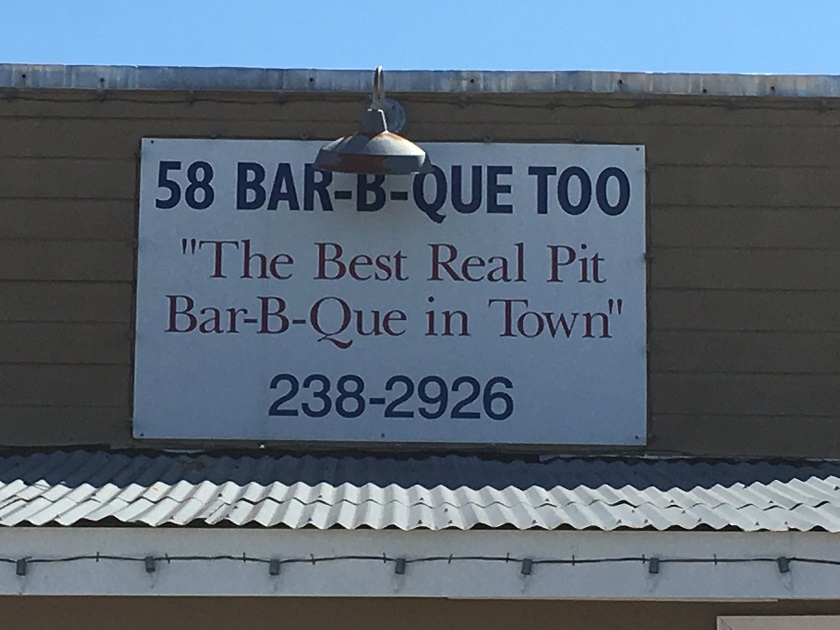 58 BAR-B-QUE TOO
"The Best Real Pit
Bar-B-Que in Town"
238-2926